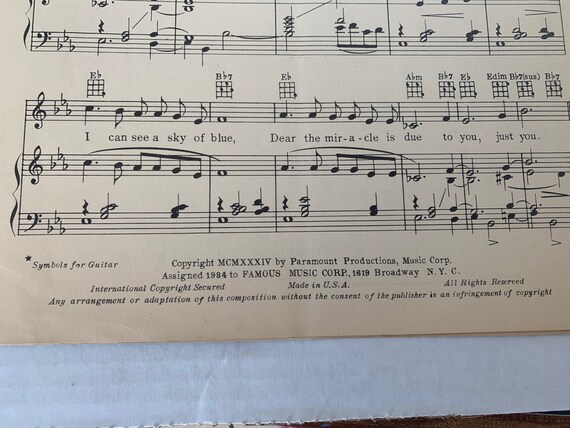 Eb Bb7 Eb Abm Bb7 Eb Edim Bb7(sus) Bb7
I can see a sky of blue, Dear the mir-a-cle is due to you, just you.
* Symbols for Guitar
Copyright MCMXXXIV by Paramount Productions, Music Corp.
Assigned 1934 to FAMOUS MUSIC CORP., 1619 Broadway N. Y. C.
International Copyright Secured Made in U.S.A. All Rights Reserved
Any arrangement or adaptation of this composition without the consent of the publisher is an infringement of copyright